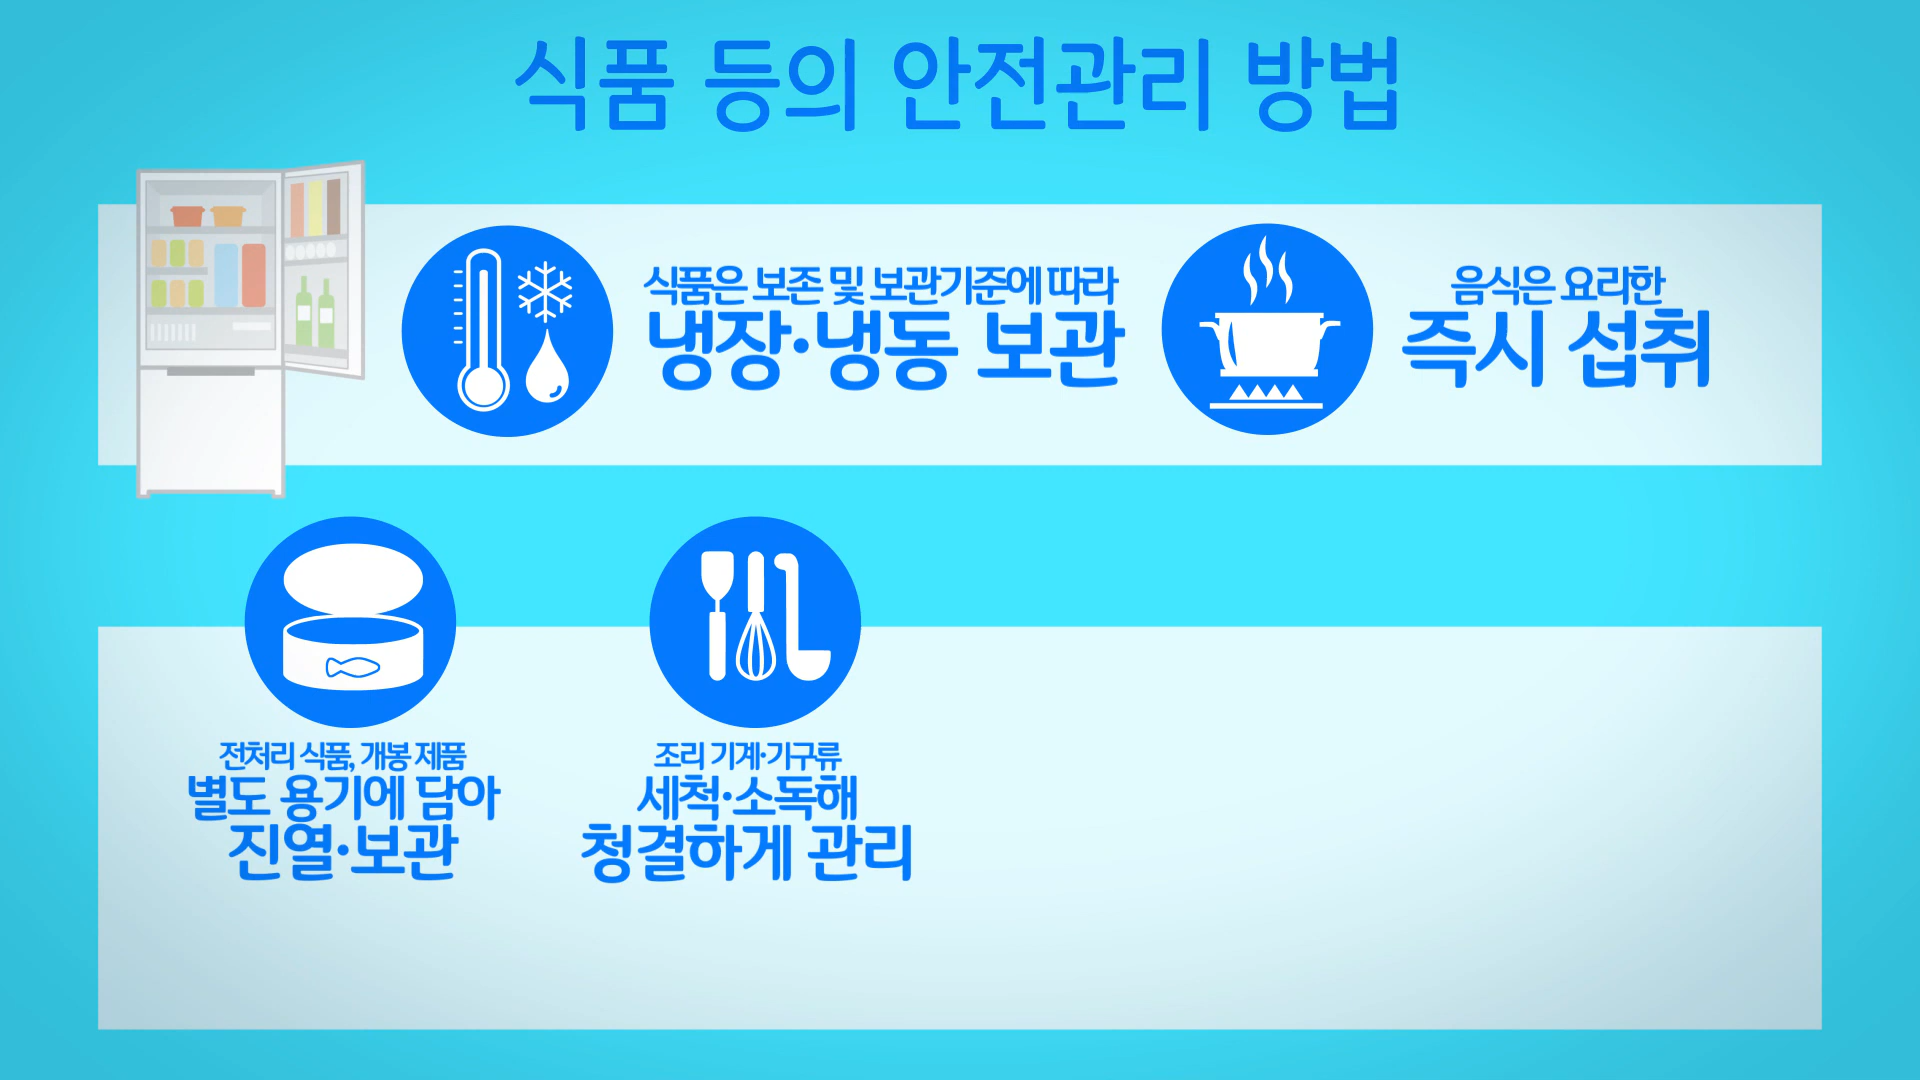 식품 등의 안전관리 방법
식품은 보존 및 보관기준에 따라
냉장·냉동 보관
음식은 요리한
즉시 섭취
전처리 식품, 개봉 제품
별도 용기에 담아
진열·보관
조리 기계·기구류
세척·소독해
청결하게 관리